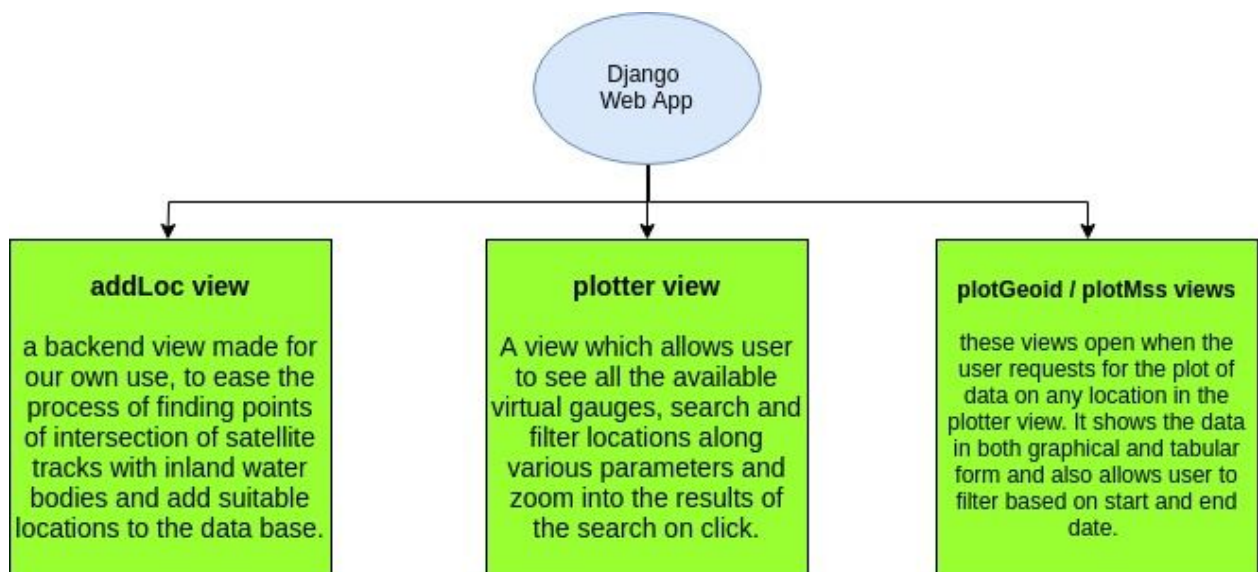 Django
Web App
addLoc view
a backend view made for
our own use, to ease the
process of finding points
of intersection of satellite
tracks with inland water
bodies and add suitable
locations to the data base.
plotter view
A view which allows user
to see all the available
virtual gauges, search and
filter locations along
various parameters and
zoom into the results of
the search on click.
plotGeoid / plotMss views
these views open when the
user requests for the plot of
data on any location in the
plotter view. It shows the data
in both graphical and tabular
form and also allows user to
filter based on start and end
date.